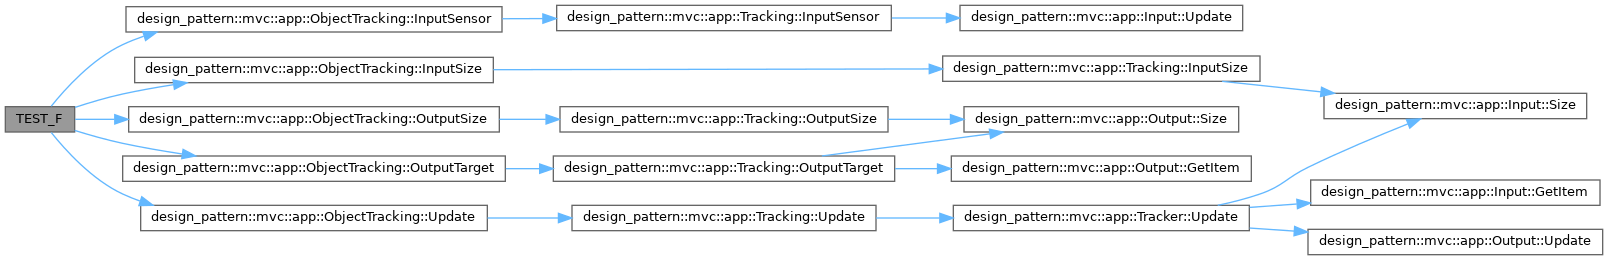 design_pattern::mvc::app::ObjectTracking::InputSensor
design_pattern::mvc::app::Tracking::InputSensor
design_pattern::mvc::app::Input::Update
design_pattern::mvc::app::ObjectTracking::InputSize
design_pattern::mvc::app::Tracking::InputSize
design_pattern::mvc::app::Input::Size
TEST_F
design_pattern::mvc::app::ObjectTracking::OutputSize
design_pattern::mvc::app::Tracking::OutputSize
design_pattern::mvc::app::Output::Size
design_pattern::mvc::app::ObjectTracking::OutputTarget
design_pattern::mvc::app::Tracking::OutputTarget
design_pattern::mvc::app::Output::GetItem
design_pattern::mvc::app::Input::GetItem
design_pattern::mvc::app::ObjectTracking::Update
design_pattern::mvc::app::Tracking::Update
design_pattern::mvc::app::Tracker::Update
design_pattern::mvc::app::Output::Update